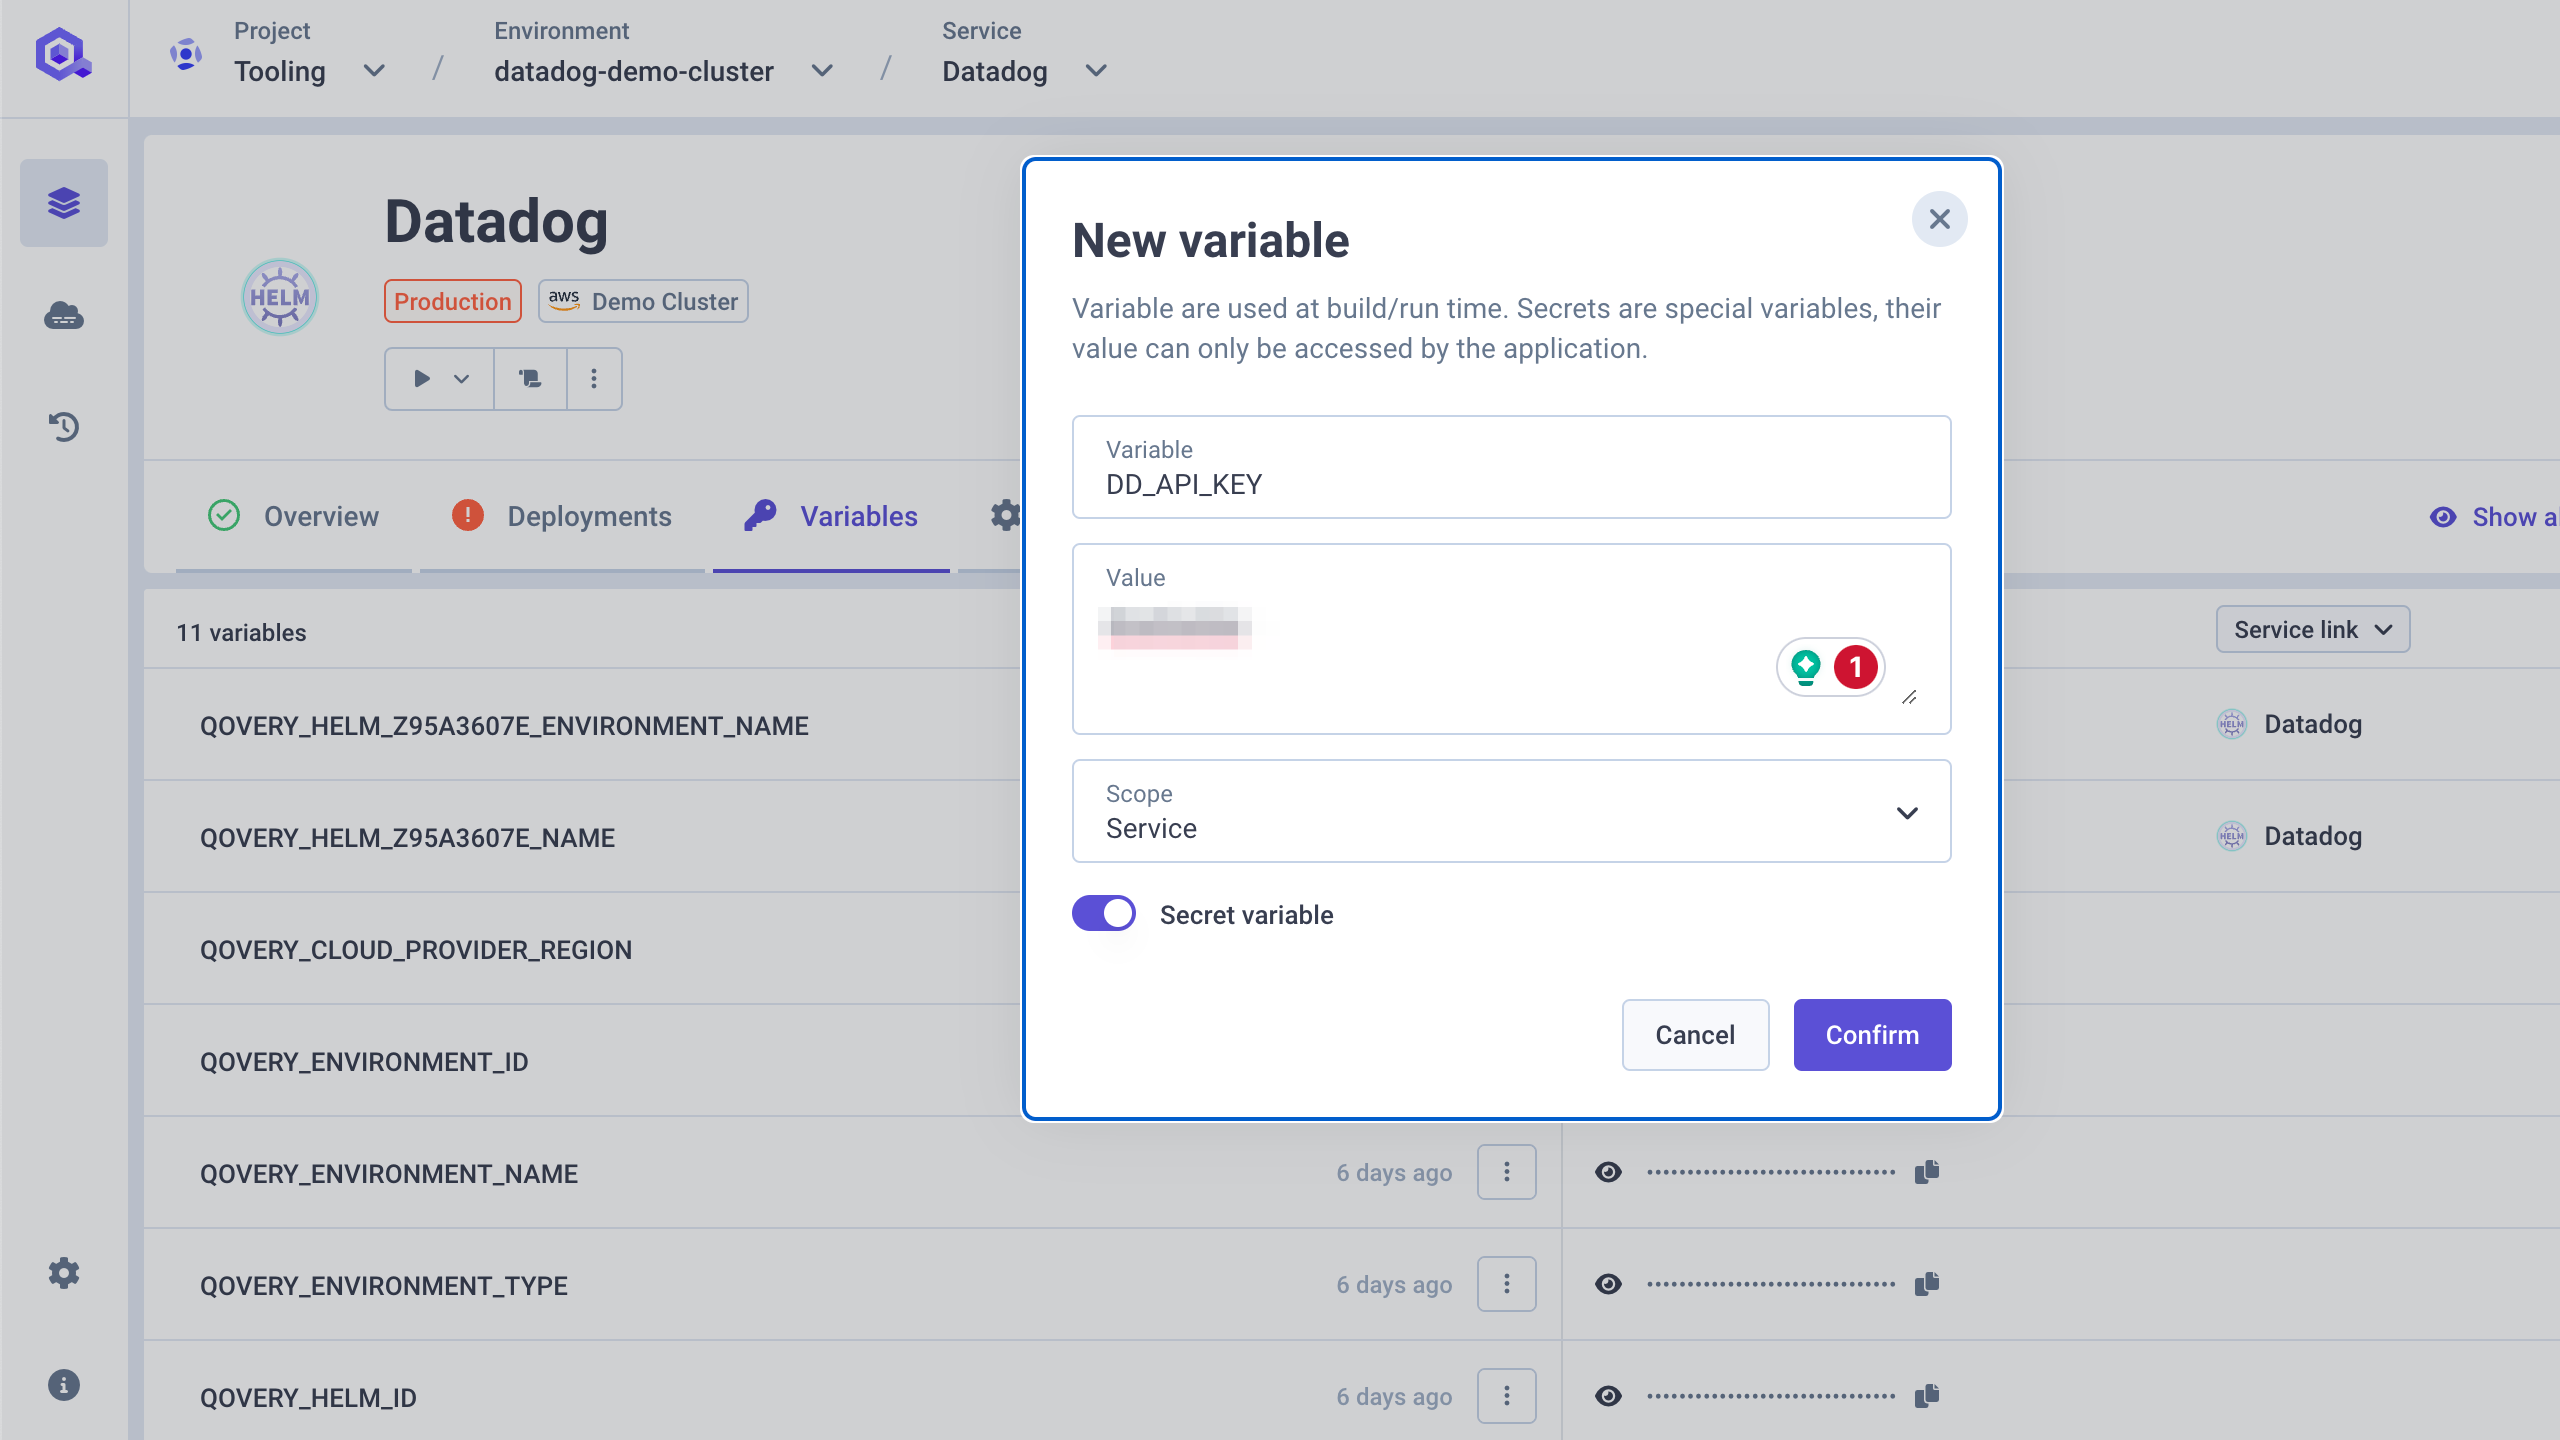 Project
Tooling
/
Environment
datadog-demo-cluster
/
Service
Datadog
Datadog
HELM
Production
aws Demo Cluster
Overview
Deployments
Variables
Show a
11 variables
Service link
QOVERY_HELM_Z95A3607E_ENVIRONMENT_NAME
HELM Datadog
QOVERY_HELM_Z95A3607E_NAME
HELM Datadog
QOVERY_CLOUD_PROVIDER_REGION
QOVERY_ENVIRONMENT_ID
QOVERY_ENVIRONMENT_NAME
6 days ago
QOVERY_ENVIRONMENT_TYPE
6 days ago
QOVERY_HELM_ID
6 days ago
New variable
Variable are used at build/run time. Secrets are special variables, their
value can only be accessed by the application.
Variable
DD_API_KEY
Value
1
Scope
Service
Secret variable
Cancel
Confirm